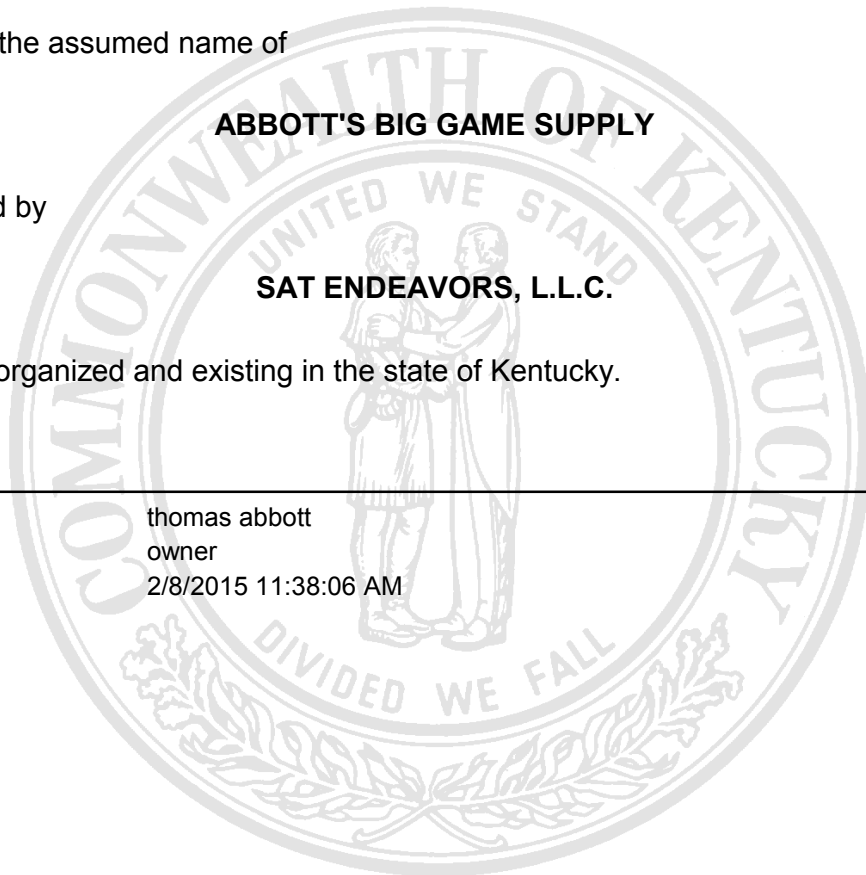 the assumed name of
ABBOTT'S BIG GAME SUPPLY
d by
SAT ENDEAVORS, L.L.C.
organized and existing in the state of Kentucky.
thomas abbott
owner
2/8/2015 11:38:06 AM
COMMONWEALTH OF KENTUCKY
UNITED WE STAND
DIVIDED WE FALL